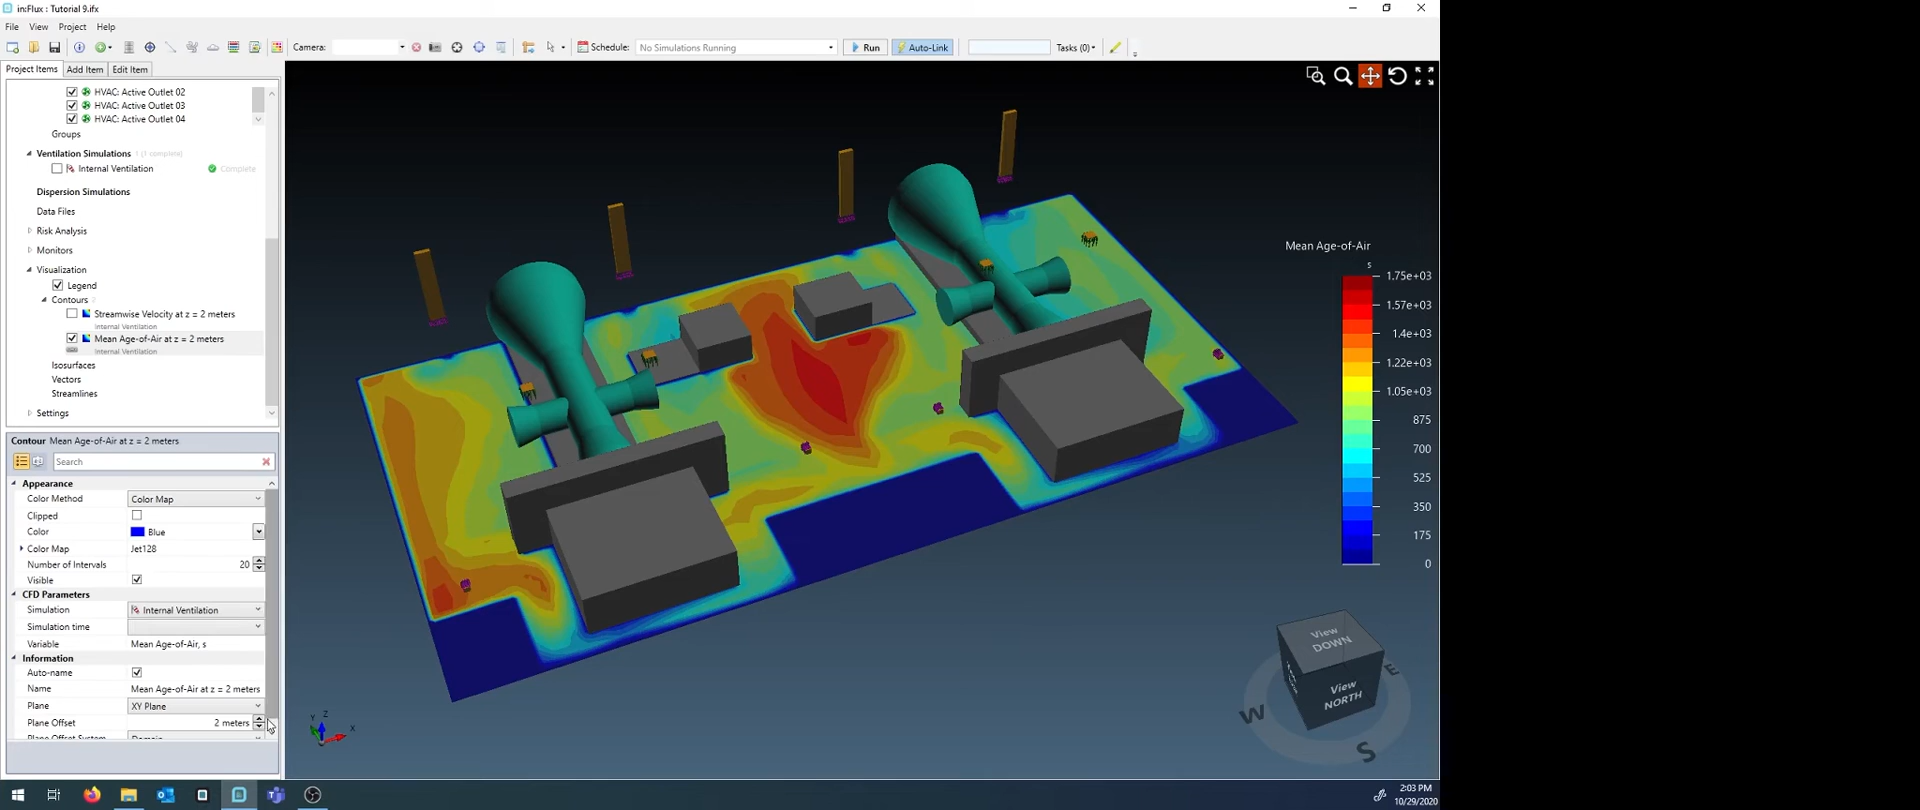 in:Flux : Tutorial 9.ifx
File View Project Help
Camera: Schedule: No Simulations Running Run Auto-Link Tasks (0)
Project Items Add Item Edit Item
HVAC: Active Outlet 02
HVAC: Active Outlet 03
HVAC: Active Outlet 04
Groups
Ventilation Simulations 1 (1 complete)
Internal Ventilation Complete
Dispersion Simulations
Data Files
Risk Analysis
Monitors
Visualization
Legend
Contours 2
Streamwise Velocity at z = 2 meters
Internal Ventilation
Mean Age-of-Air at z = 2 meters
Internal Ventilation
Isosurfaces
Vectors
Streamlines
Settings
Contour Mean Age-of-Air at z = 2 meters
Search
Appearance
Color Method Color Map
Clipped
Color Blue
Color Map Jet128
Number of Intervals 20
Visible
CFD Parameters
Simulation Internal Ventilation
Simulation time
Variable Mean Age-of-Air, s
Information
Auto-name
Name Mean Age-of-Air at z = 2 meters
Plane XY Plane
Plane Offset 2 meters
Plane Offset System Domain
Mean Age-of-Air
s
1.75e+03
1.57e+03
1.4e+03
1.22e+03
1.05e+03
875
700
525
350
175
0
View
DOWN
View
NORTH
W
E
S
Y Z
X
2:03 PM
10/29/2020